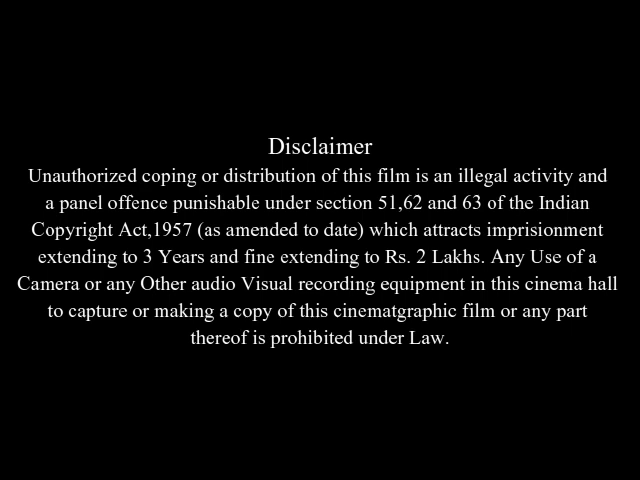 Disclaimer
Unauthorized coping or distribution of this film is an illegal activity and
a panel offence punishable under section 51,62 and 63 of the Indian
Copyright Act,1957 (as amended to date) which attracts imprisionment
extending to 3 Years and fine extending to Rs. 2 Lakhs. Any Use of a
Camera or any Other audio Visual recording equipment in this cinema hall
to capture or making a copy of this cinematgraphic film or any part
thereof is prohibited under Law.